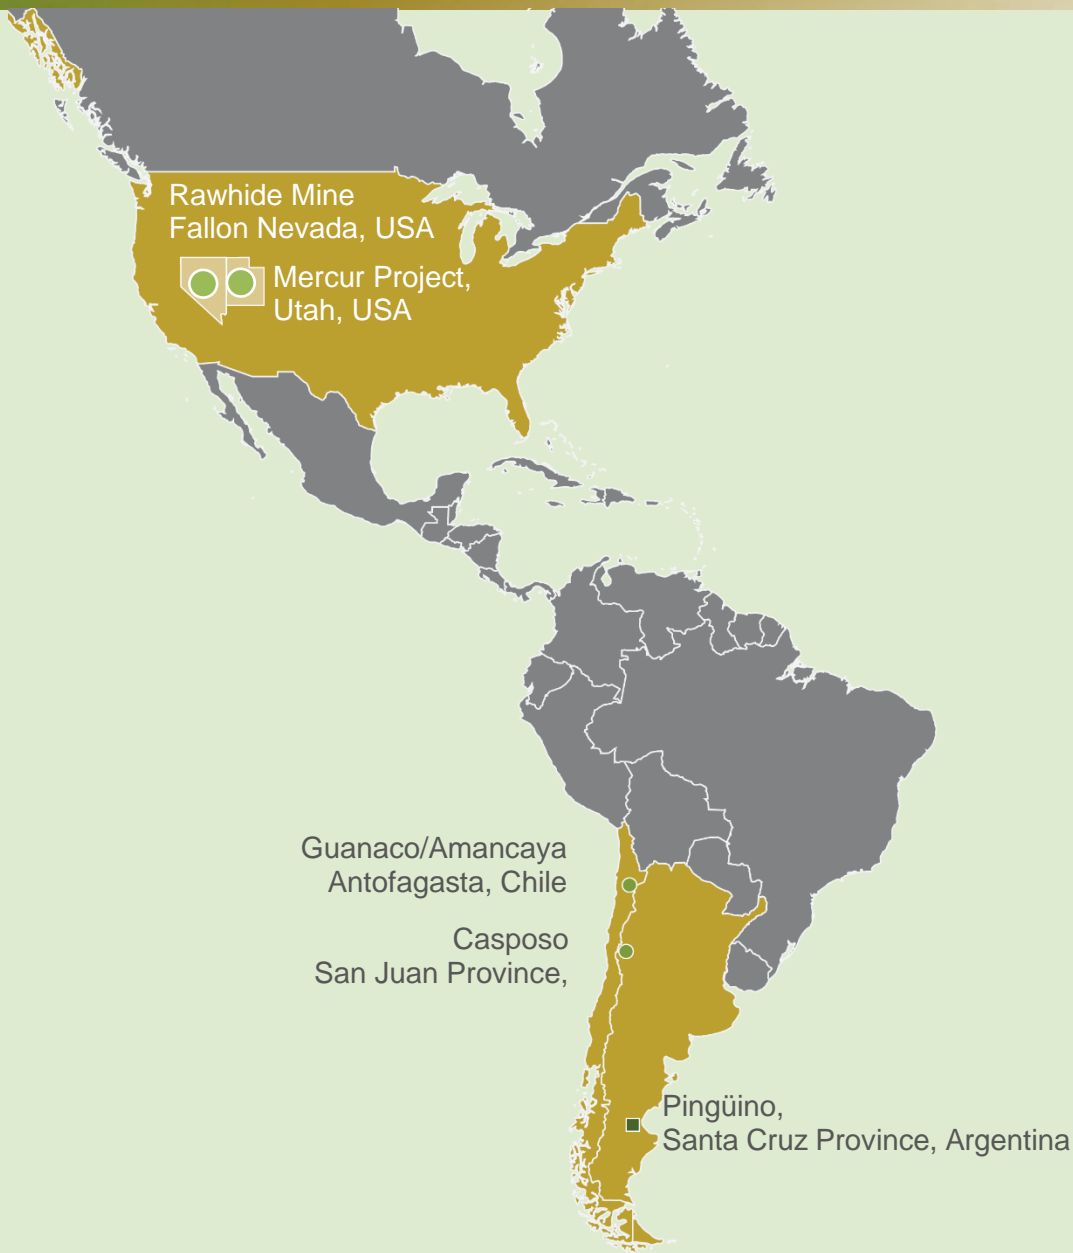 Rawhide Mine
Fallon Nevada, USA
Mercur Project,
Utah, USA
Guanaco/Amancaya
Antofagasta, Chile
Casposo
San Juan Province,
Pingüino,
Santa Cruz Province, Argentina